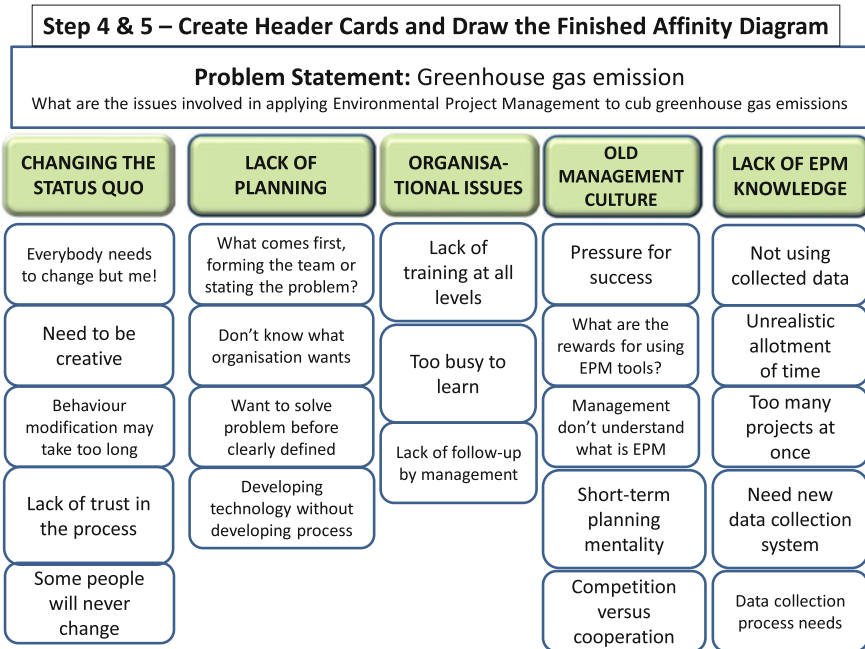 Step 4 & 5 – Create Header Cards and Draw the Finished Affinity Diagram
Problem Statement: Greenhouse gas emission
What are the issues involved in applying Environmental Project Management to cub greenhouse gas emissions
CHANGING THE
STATUS QUO
Everybody needs
to change but me!
Need to be
creative
Behaviour
modification may
take too long
Lack of trust in
the process
Some people
will never
change
LACK OF
PLANNING
What comes first,
forming the team or
stating the problem?
Don’t know what
organisation wants
Want to solve
problem before
clearly defined
Developing
technology without
developing process
ORGANISA-
TIONAL ISSUES
Lack of
training at all
levels
Too busy to
learn
Lack of follow-up
by management
OLD
MANAGEMENT
CULTURE
Pressure for
success
What are the
rewards for using
EPM tools?
Management
don’t understand
what is EPM
Short-term
planning
mentality
Competition
versus
cooperation
LACK OF EPM
KNOWLEDGE
Not using
collected data
Unrealistic
allotment
of time
Too many
projects at
once
Need new
data collection
system
Data collection
process needs